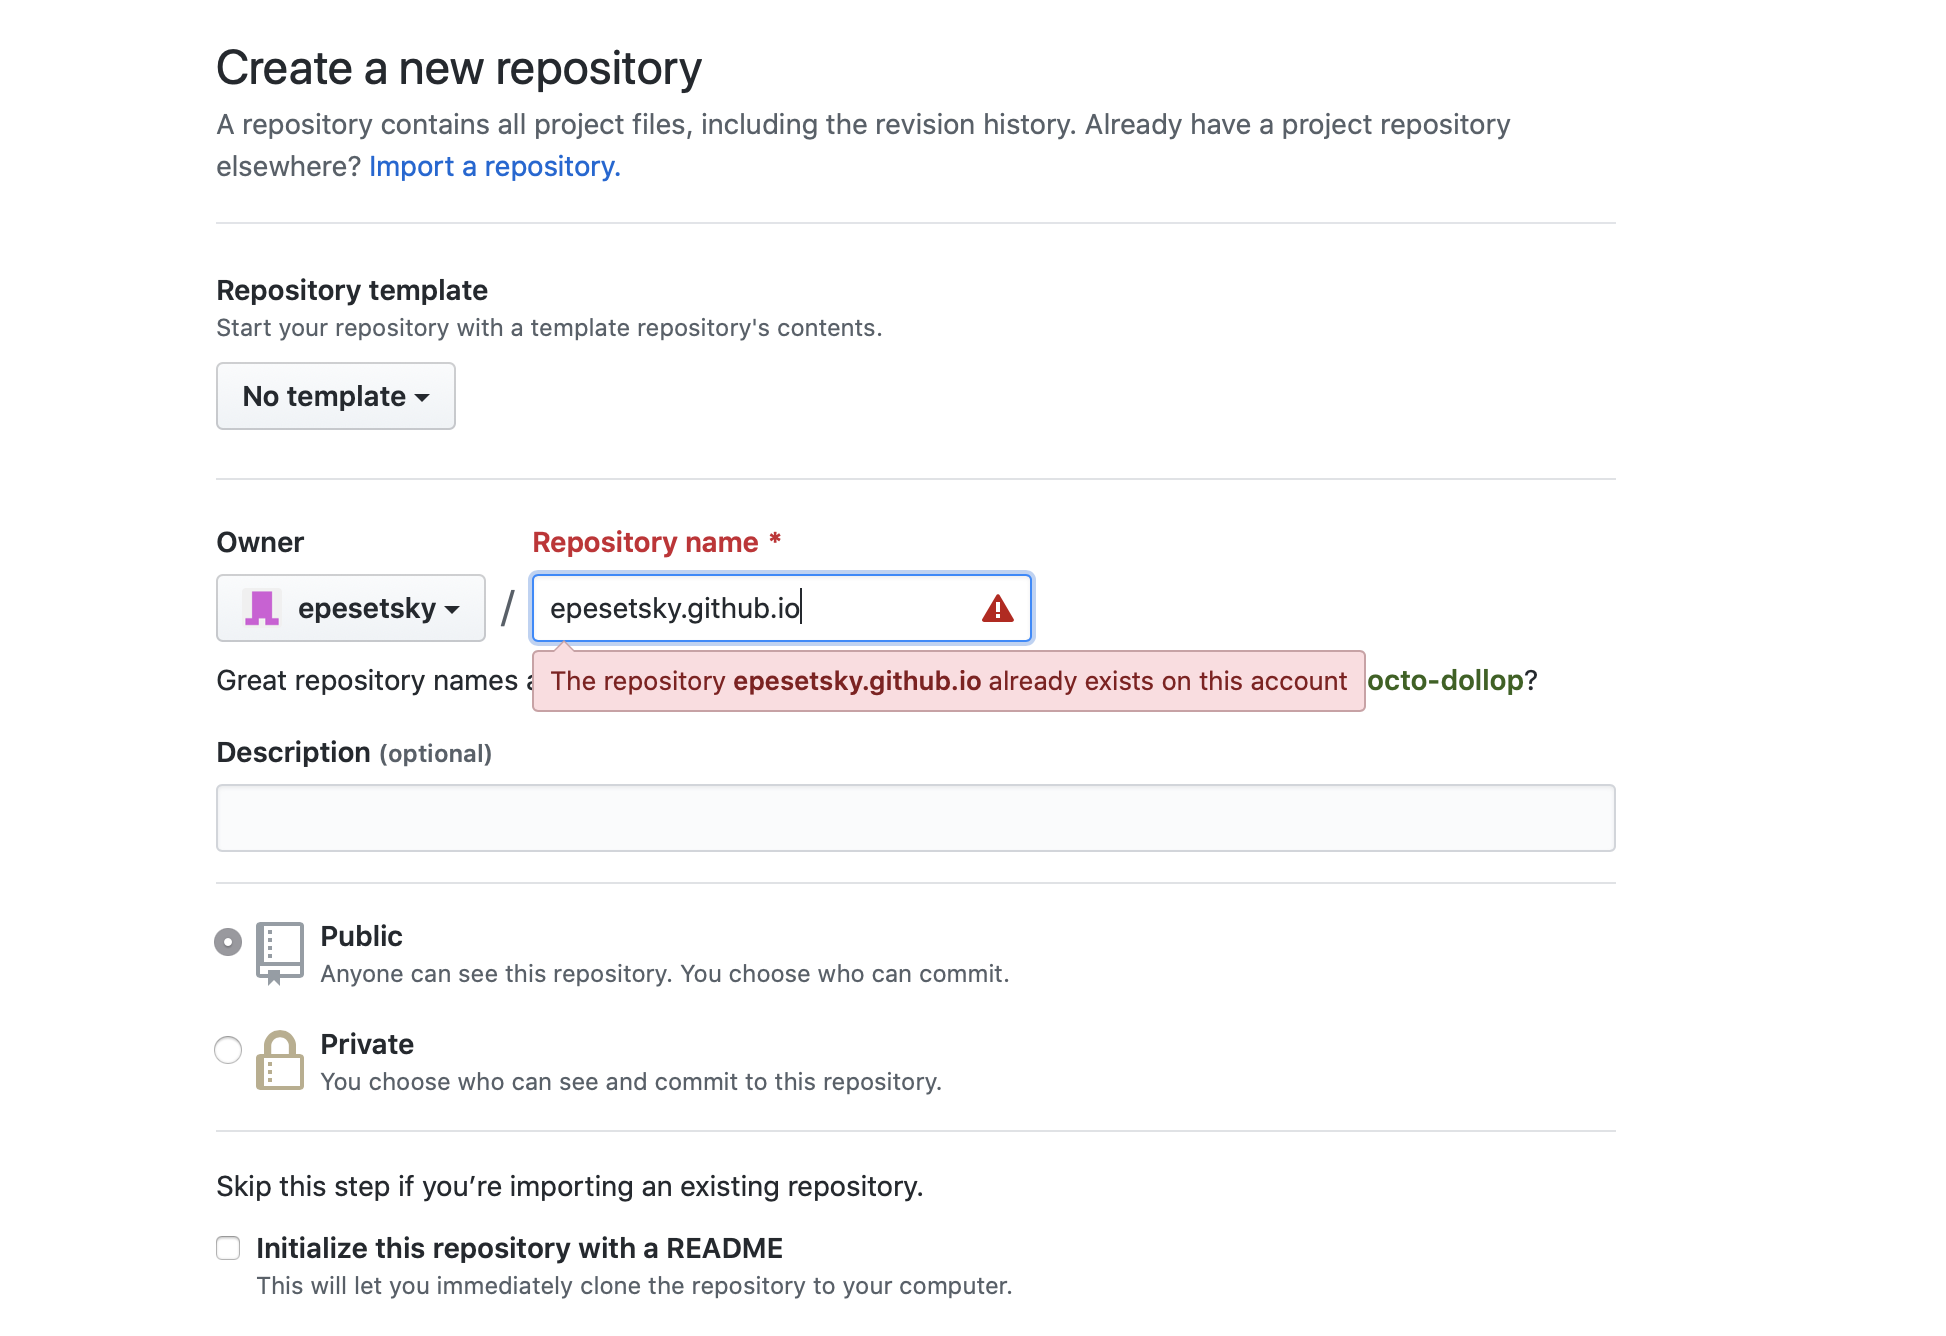 Create a new repository
A repository contains all project files, including the revision history. Already have a project repository
elsewhere? Import a repository.
Repository template
Start your repository with a template repository's contents.
No template
Owner
Repository name *
epesetsky
/
epesetsky.github.io
The repository epesetsky.github.io already exists on this account
Great repository names octo-dollop?
Description (optional)
Public
Anyone can see this repository. You choose who can commit.
Private
You choose who can see and commit to this repository.
Skip this step if you’re importing an existing repository.
Initialize this repository with a README
This will let you immediately clone the repository to your computer.